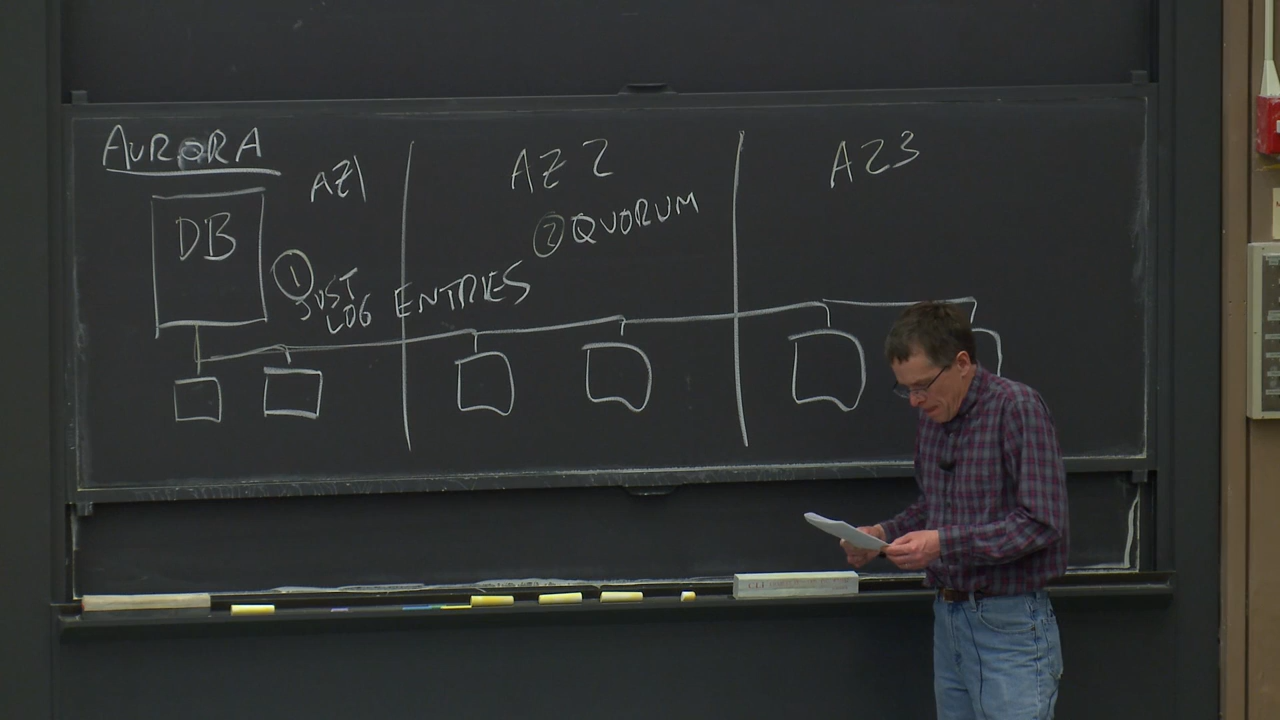 AURORA
AZ1
AZ2
AZ3
DB
② QUORUM
① JUST
LOG ENTRIES